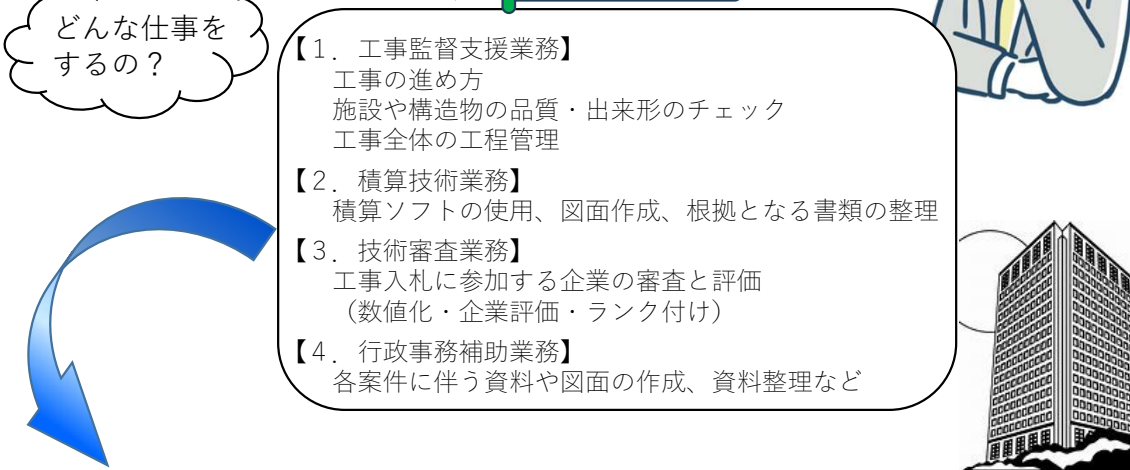 どんな仕事を
するの？
【1．工事監督支援業務】
工事の進め方
施設や構造物の品質・出来形のチェック
工事全体の工程管理
【2．積算技術業務】
積算ソフトの使用、図面作成、根拠となる書類の整理
【3．技術審査業務】
工事入札に参加する企業の審査と評価
（数値化・企業評価・ランク付け）
【4．行政事務補助業務】
各案件に伴う資料や図面の作成、資料整理など